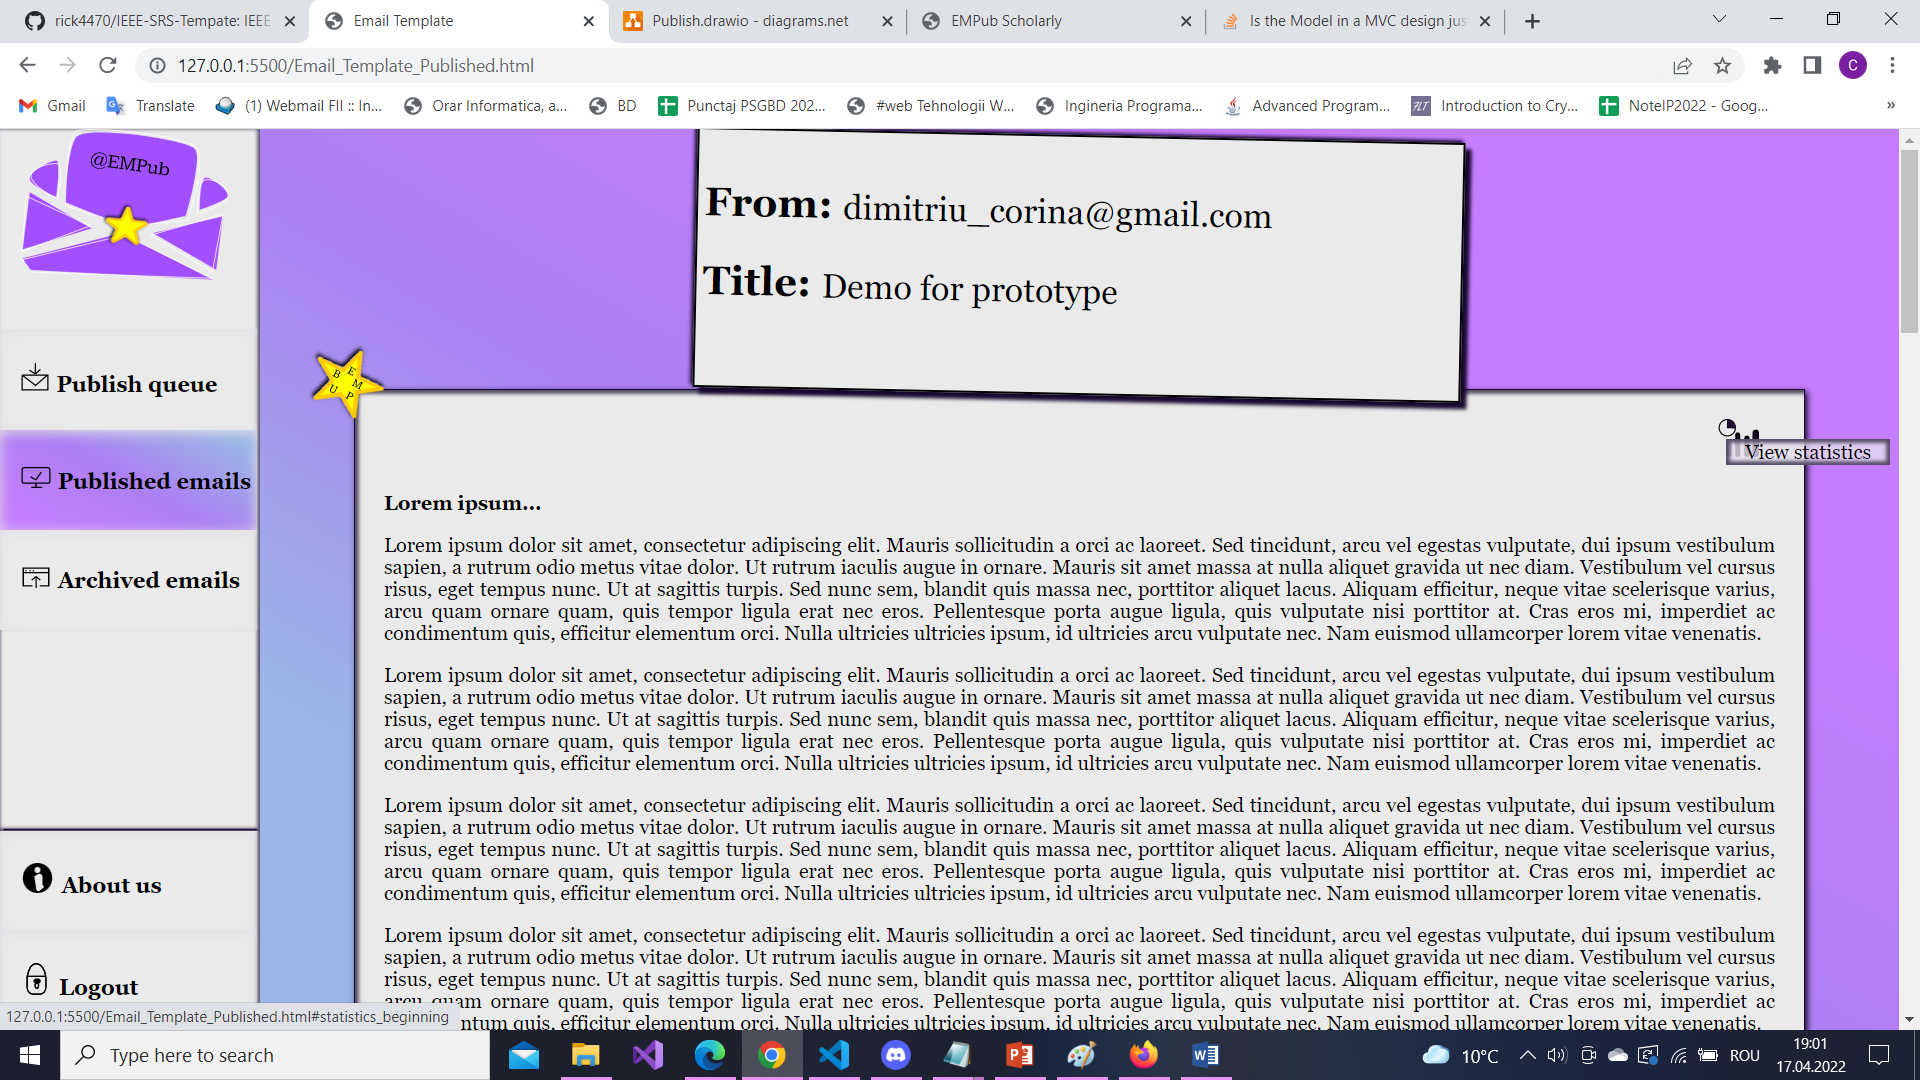 rick4470/IEEE-SRS-Tempate: IEEE
Email Template
Publish.drawio - diagrams.net
EMPub Scholarly
Is the Model in a MVC design jus
127.0.0.1:5500/Email_Template_Published.html
C
Gmail
Translate
(1) Webmail FII :: In...
Orar Informatica, a...
BD
Punctaj PSGBD 202...
#web Tehnologii W...
Ingineria Programa...
Advanced Program...
Introduction to Cry...
NoteIP2022 - Goog...
»
@EMPub
From: dimitriu_corina@gmail.com
Title: Demo for prototype
E
M
P
U
B
Publish queue
Published emails
Archived emails
About us
Logout
View statistics
Lorem ipsum...
Lorem ipsum dolor sit amet, consectetur adipiscing elit. Mauris sollicitudin a orci ac laoreet. Sed tincidunt, arcu vel egestas vulputate, dui ipsum vestibulum
sapien, a rutrum odio metus vitae dolor. Ut rutrum iaculis augue in ornare. Mauris sit amet massa at nulla aliquet gravida ut nec diam. Vestibulum vel cursus
risus, eget tempus nunc. Ut at sagittis turpis. Sed nunc sem, blandit quis massa nec, porttitor aliquet lacus. Aliquam efficitur, neque vitae scelerisque varius,
arcu quam ornare quam, quis tempor ligula erat nec eros. Pellentesque porta augue ligula, quis vulputate nisi porttitor at. Cras eros mi, imperdiet ac
condimentum quis, efficitur elementum orci. Nulla ultricies ultricies ipsum, id ultricies arcu vulputate nec. Nam euismod ullamcorper lorem vitae venenatis.
Lorem ipsum dolor sit amet, consectetur adipiscing elit. Mauris sollicitudin a orci ac laoreet. Sed tincidunt, arcu vel egestas vulputate, dui ipsum vestibulum
sapien, a rutrum odio metus vitae dolor. Ut rutrum iaculis augue in ornare. Mauris sit amet massa at nulla aliquet gravida ut nec diam. Vestibulum vel cursus
risus, eget tempus nunc. Ut at sagittis turpis. Sed nunc sem, blandit quis massa nec, porttitor aliquet lacus. Aliquam efficitur, neque vitae scelerisque varius,
arcu quam ornare quam, quis tempor ligula erat nec eros. Pellentesque porta augue ligula, quis vulputate nisi porttitor at. Cras eros mi, imperdiet ac
condimentum quis, efficitur elementum orci. Nulla ultricies ultricies ipsum, id ultricies arcu vulputate nec. Nam euismod ullamcorper lorem vitae venenatis.
Lorem ipsum dolor sit amet, consectetur adipiscing elit. Mauris sollicitudin a orci ac laoreet. Sed tincidunt, arcu vel egestas vulputate, dui ipsum vestibulum
sapien, a rutrum odio metus vitae dolor. Ut rutrum iaculis augue in ornare. Mauris sit amet massa at nulla aliquet gravida ut nec diam. Vestibulum vel cursus
risus, eget tempus nunc. Ut at sagittis turpis. Sed nunc sem, blandit quis massa nec, porttitor aliquet lacus. Aliquam efficitur, neque vitae scelerisque varius,
arcu quam ornare quam, quis tempor ligula erat nec eros. Pellentesque porta augue ligula, quis vulputate nisi porttitor at. Cras eros mi, imperdiet ac
condimentum quis, efficitur elementum orci. Nulla ultricies ultricies ipsum, id ultricies arcu vulputate nec. Nam euismod ullamcorper lorem vitae venenatis.
Lorem ipsum dolor sit amet, consectetur adipiscing elit. Mauris sollicitudin a orci ac laoreet. Sed tincidunt, arcu vel egestas vulputate, dui ipsum vestibulum
sapien, a rutrum odio metus vitae dolor. Ut rutrum iaculis augue in ornare. Mauris sit amet massa at nulla aliquet gravida ut nec diam. Vestibulum vel cursus
risus, eget tempus nunc. Ut at sagittis turpis. Sed nunc sem, blandit quis massa nec, porttitor aliquet lacus. Aliquam efficitur, neque vitae scelerisque varius,
arcu quam ornare quam, quis tempor ligula erat nec eros. Pellentesque porta augue ligula, quis vulputate nisi porttitor at. Cras eros mi, imperdiet ac
ntum quis, efficitur elementum orci. Nulla ultricies ultricies ipsum, id ultricies arcu vulputate nec. Nam euismod ullamcorper lorem vitae venenatis.
127.0.0.1:5500/Email_Template_Published.html#statistics_beginning
Type here to search
10°C
ROU
19:01
17.04.2022